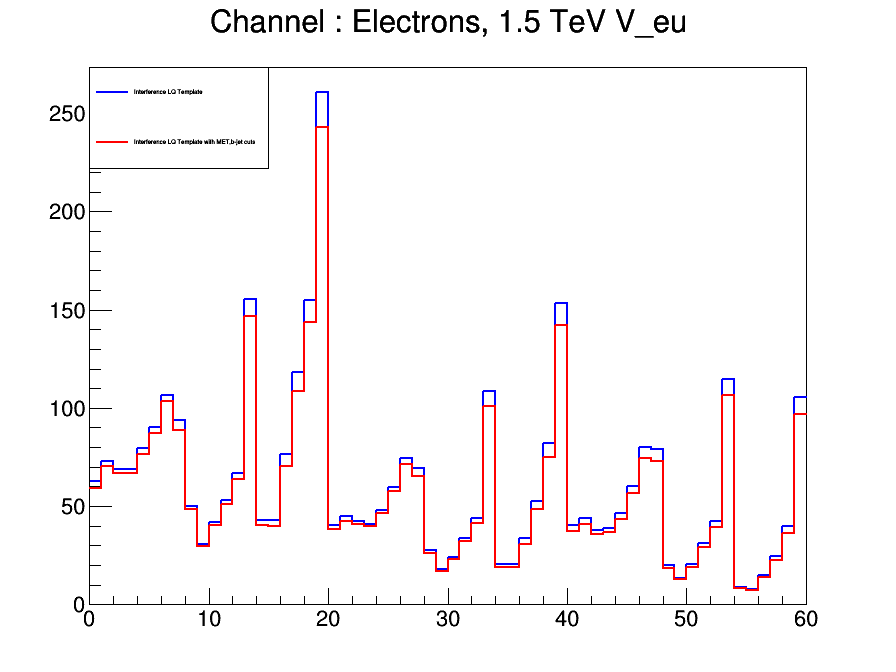 Channel : Electrons, 1.5 TeV V_eu
Interference LQ Template
Interference LQ Template with MET,b-jet cuts
250
200
150
100
50
0
0 10 20 30 40 50 60